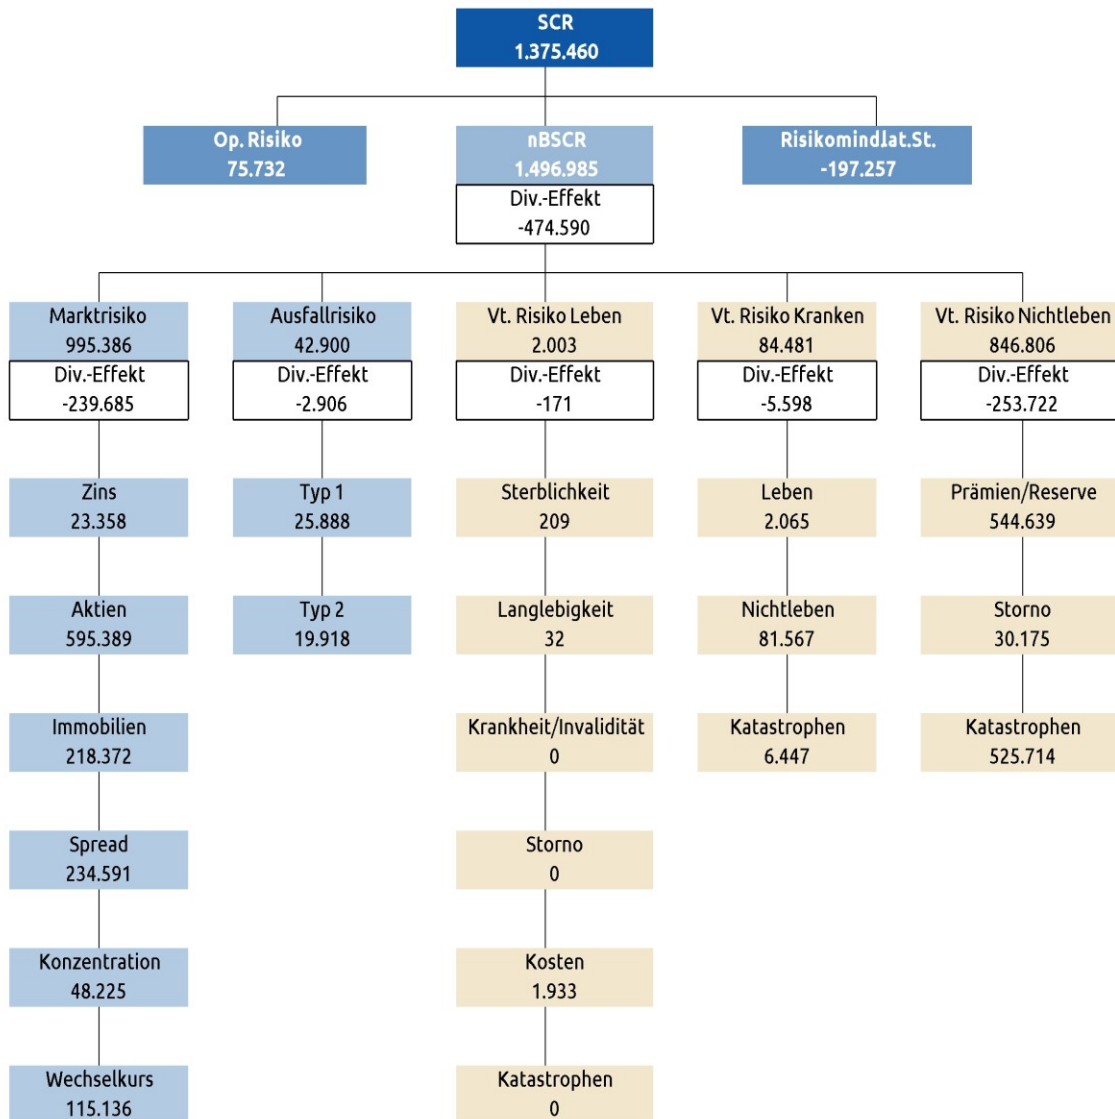 SCR
1.375.460
Op. Risiko
75.732
nBSCR
1.496.985
Risikomind.lat.St.
-197.257
Div.-Effekt
-474.590
Marktrisiko
995.386
Div.-Effekt
-239.685
Ausfallrisiko
42.900
Div.-Effekt
-2.906
Vt. Risiko Leben
2.003
Div.-Effekt
-171
Vt. Risiko Kranken
84.481
Div.-Effekt
-5.598
Vt. Risiko Nichtleben
846.806
Div.-Effekt
-253.722
Zins
23.358
Typ 1
25.888
Sterblichkeit
209
Leben
2.065
Prämien/Reserve
544.639
Aktien
595.389
Typ 2
19.918
Langlebigkeit
32
Nichtleben
81.567
Storno
30.175
Immobilien
218.372
Krankheit/Invalidität
0
Katastrophen
6.447
Katastrophen
525.714
Spread
234.591
Storno
0
Konzentration
48.225
Kosten
1.933
Wechselkurs
115.136
Katastrophen
0